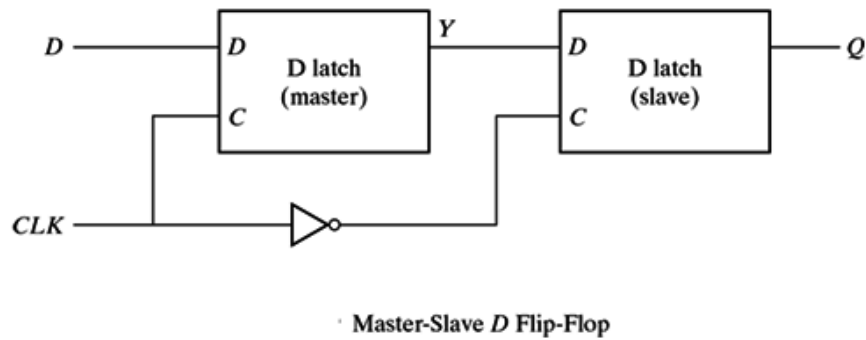 D
D
D latch
(master)
C
Y
D
D latch
(slave)
C
Q
CLK
Master-Slave D Flip-Flop